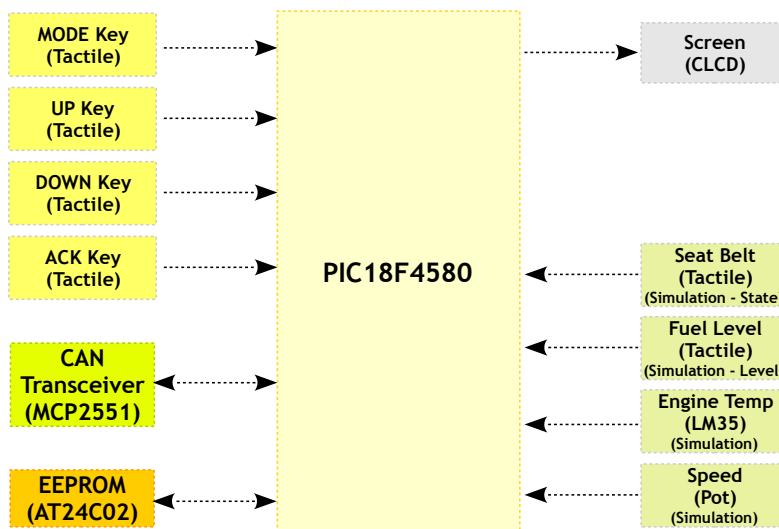 MODE Key
(Tactile)
UP Key
(Tactile)
DOWN Key
(Tactile)
ACK Key
(Tactile)
CAN
Transceiver
(MCP2551)
EEPROM
(AT24C02)
PIC18F4580
Screen
(CLCD)
Seat Belt
(Tactile)
(Simulation - State)
Fuel Level
(Tactile)
(Simulation - Level)
Engine Temp
(LM35)
(Simulation)
Speed
(Pot)
(Simulation)